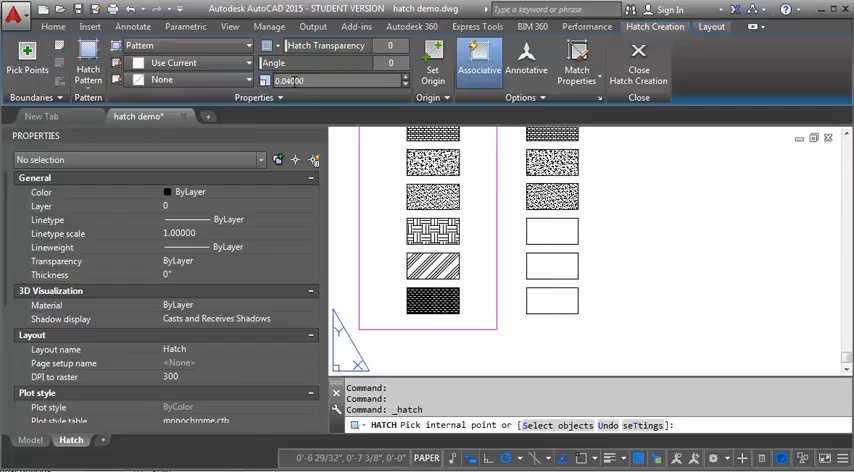 Autodesk AutoCAD 2015 - STUDENT VERSION hatch demo.dwg
Type a keyword or phrase
Sign In
Home Insert Annotate Parametric View Manage Output Add-ins Autodesk 360 Express Tools BIM 360 Performance Hatch Creation Layout
Pattern
Hatch Transparency 0
Use Current
Angle 0
None
0.04000
Pick Points
Hatch
Pattern
Set
Origin
Associative
Annotative
Match
Properties
Close
Hatch Creation
Boundaries Pattern Properties Origin Options Close
New Tab hatch demo*
PROPERTIES
No selection
General
Color ByLayer
Layer 0
Linetype ByLayer
Linetype scale 1.00000
Lineweight ByLayer
Transparency ByLayer
Thickness 0"
3D Visualization
Material ByLayer
Shadow display Casts and Receives Shadows
Layout
Layout name Hatch
Page setup name <None>
DPI to raster 300
Plot style
Plot style ByColor
Plot style table monochrome.ctb
Y
X
Command:
Command:
Command: _hatch
HATCH Pick internal point or [Select objects Undo seTtings]:
Model Hatch
0'-6 29/32", 0'-7 3/8", 0'-0" PAPER